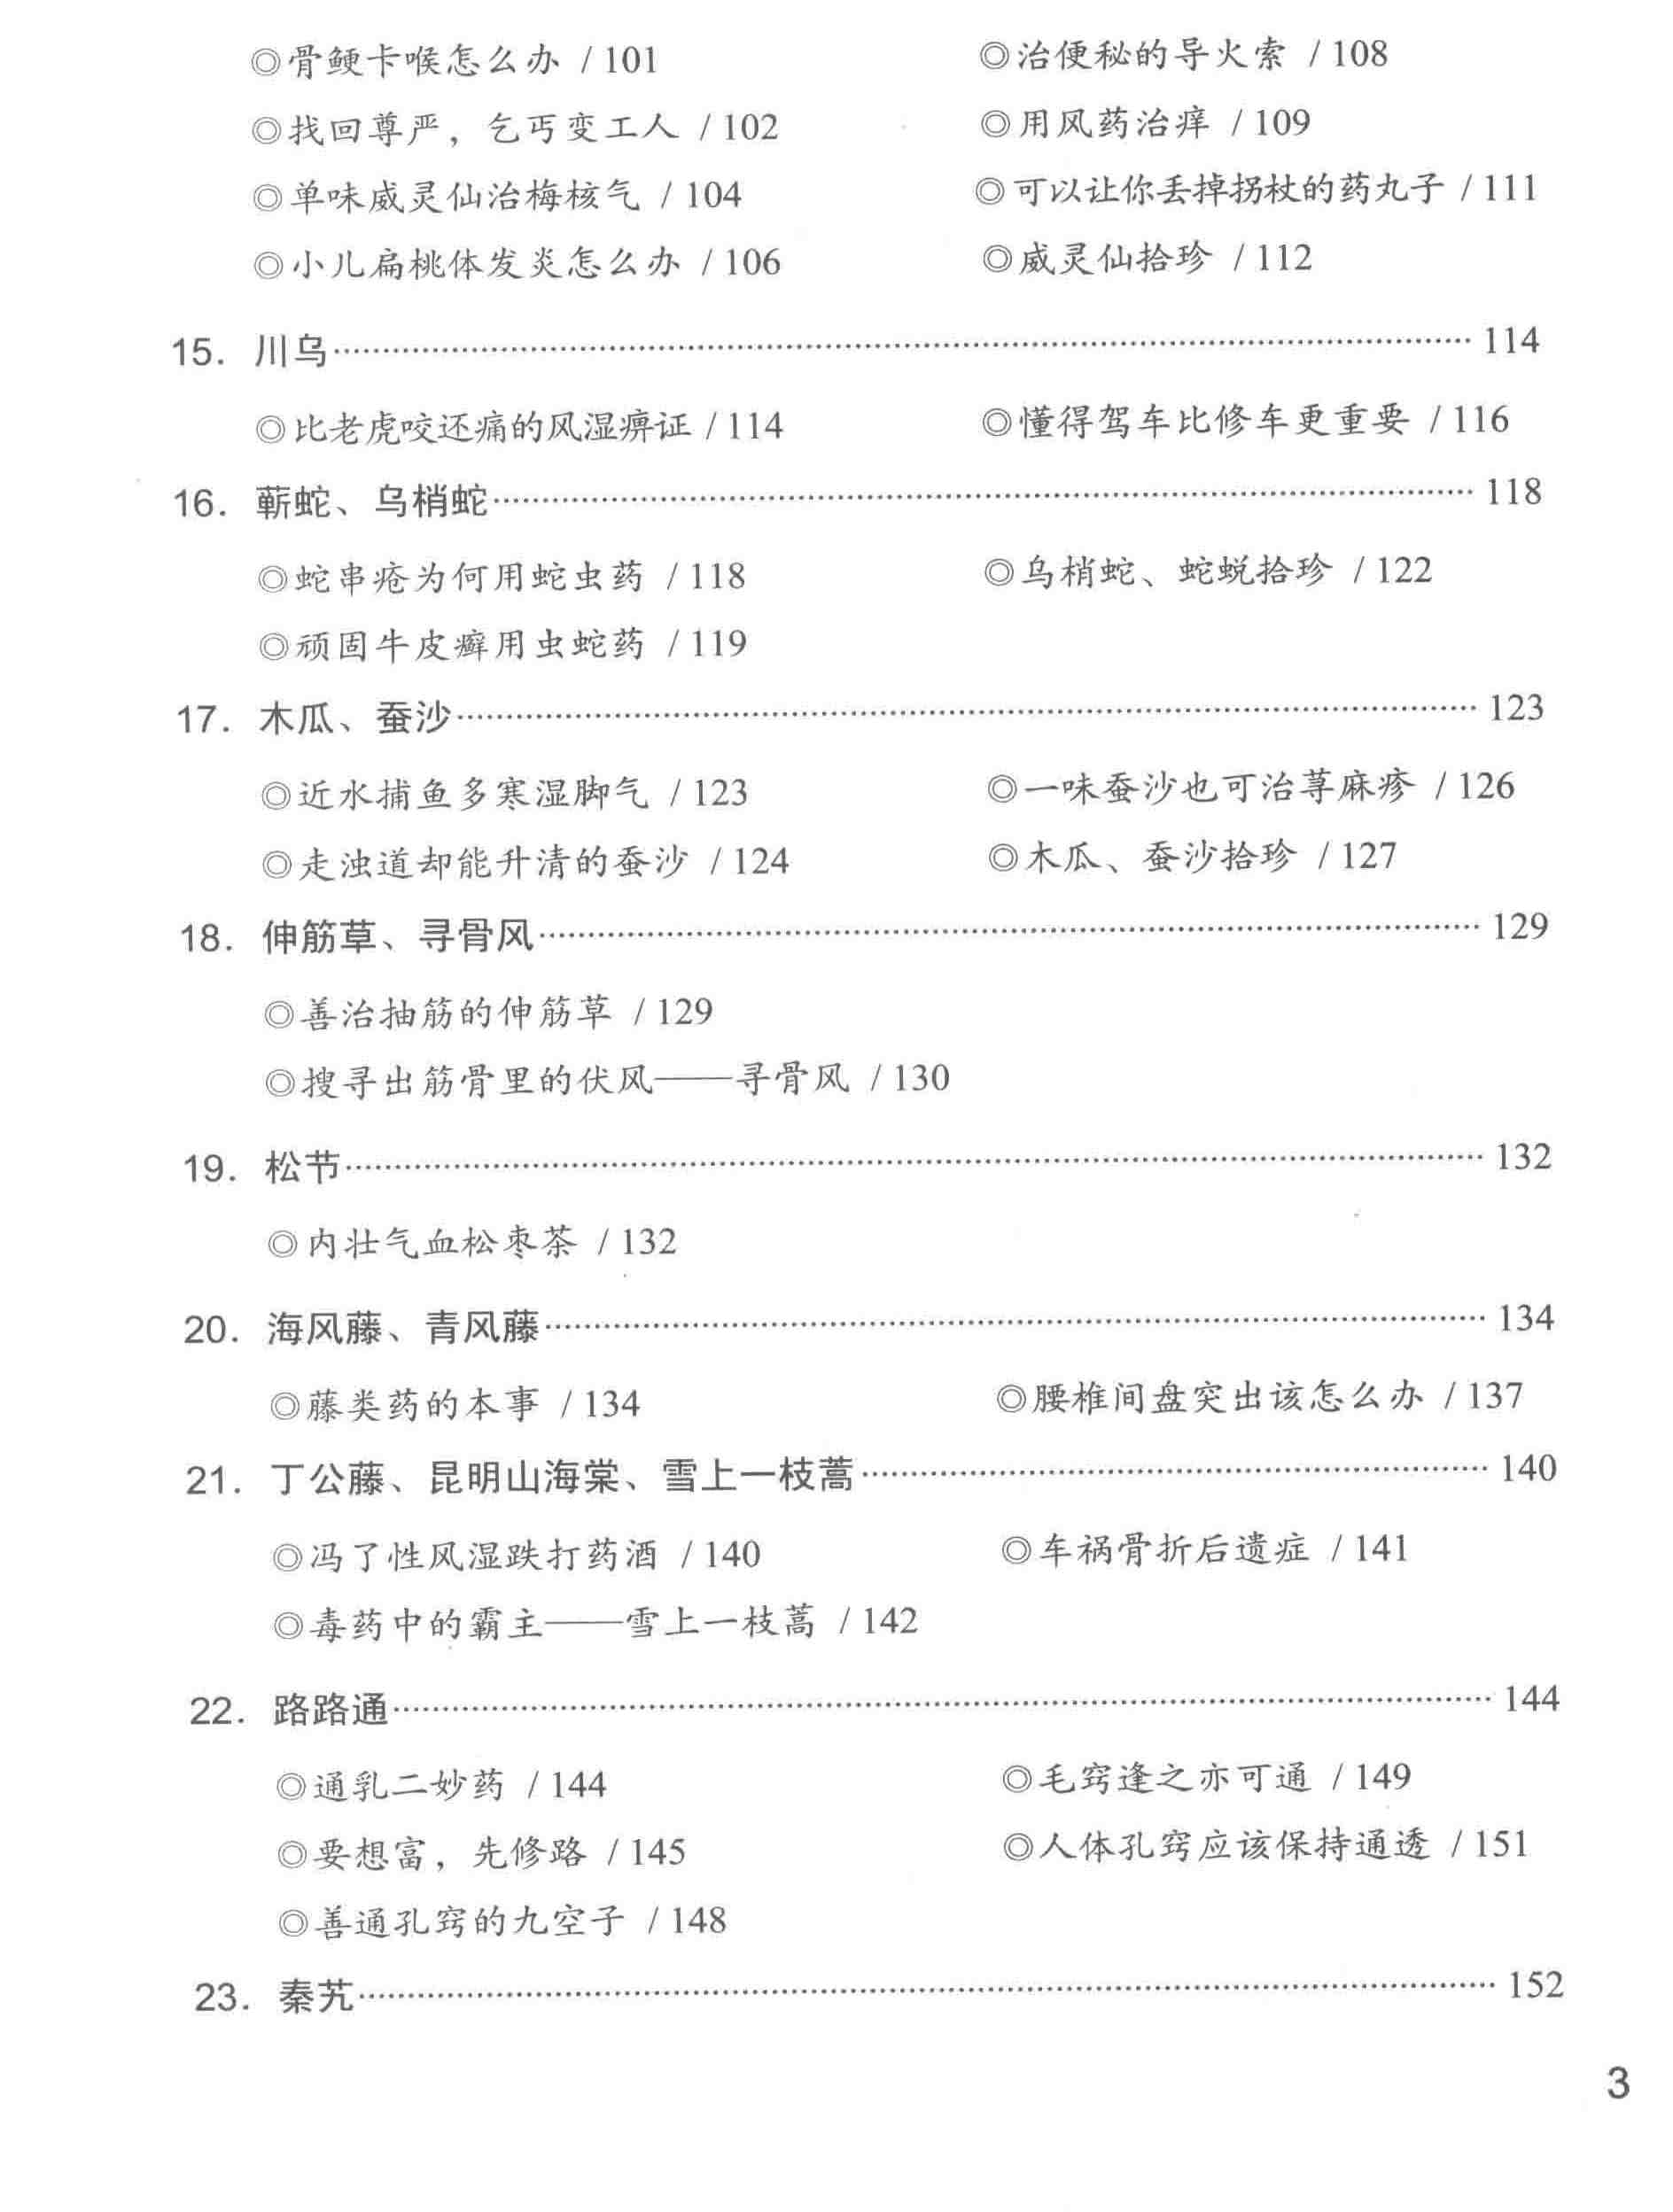 ◎骨鲠卡喉怎么办 / 101
◎治便秘的导火索 / 108
◎找回尊严，乞丐变工人 / 102
◎用风药治痒 / 109
◎单味威灵仙治梅核气 / 104
◎可以让你丢掉拐杖的药丸子 / 111
◎小儿扁桃体发炎怎么办 / 106
◎威灵仙拾珍 / 112
15. 川乌 114
◎比老虎咬还痛的风湿痹证 / 114
◎懂得驾车比修车更重要 / 116
16. 蕲蛇、乌梢蛇 118
◎蛇串疮为何用蛇虫药 / 118
◎乌梢蛇、蛇蜕拾珍 / 122
◎顽固牛皮癣用虫蛇药 / 119
17. 木瓜、蚕沙 123
◎近水捕鱼多寒湿脚气 / 123
◎一味蚕沙也可治荨麻疹 / 126
◎走浊道却能升清的蚕沙 / 124
◎木瓜、蚕沙拾珍 / 127
18. 伸筋草、寻骨风 129
◎善治抽筋的伸筋草 / 129
◎搜寻出筋骨里的伏风——寻骨风 / 130
19. 松节 132
◎内壮气血松枣茶 / 132
20. 海风藤、青风藤 134
◎藤类药的本事 / 134
◎腰椎间盘突出该怎么办 / 137
21. 丁公藤、昆明山海棠、雪上一枝蒿 140
◎冯了性风湿跌打药酒 / 140
◎车祸骨折后遗症 / 141
◎毒药中的霸主——雪上一枝蒿 / 142
22. 路路通 144
◎通乳二妙药 / 144
◎毛窍逢之亦可通 / 149
◎要想富，先修路 / 145
◎人体孔窍应该保持通透 / 151
◎善通孔窍的九空子 / 148
23. 秦艽 152
3